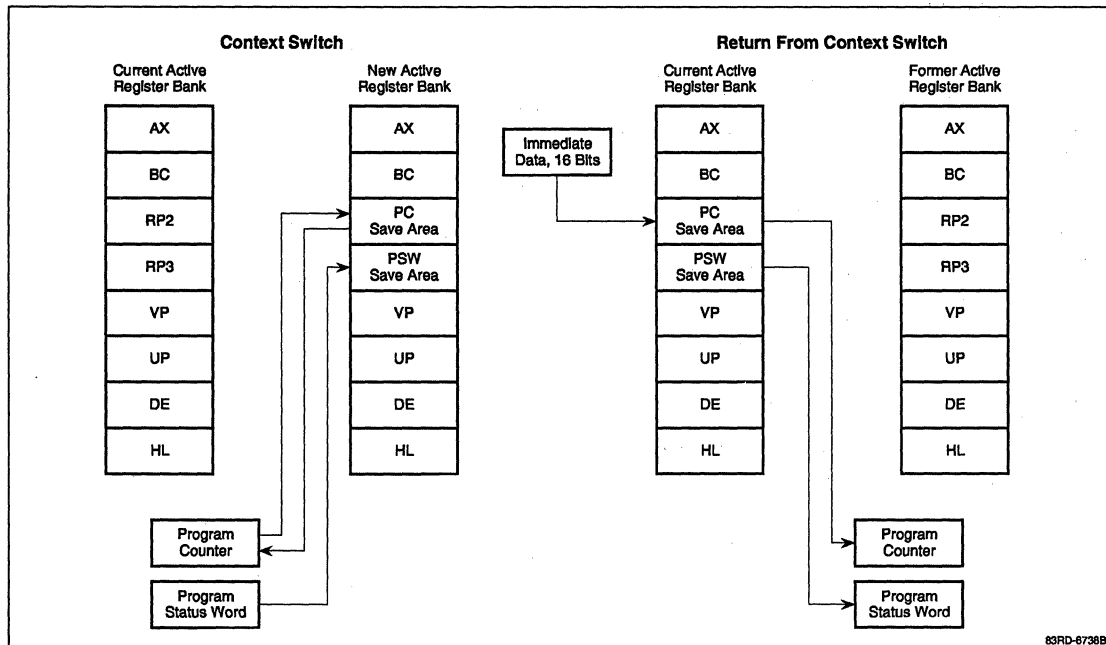 Context Switch
Current Active
Register Bank
New Active
Register Bank
AX
BC
RP2
RP3
VP
UP
DE
HL
AX
BC
PC
Save Area
PSW
Save Area
VP
UP
DE
HL
Program
Counter
Program
Status Word
Return From Context Switch
Immediate
Data, 16 Bits
Current Active
Register Bank
Former Active
Register Bank
AX
BC
PC
Save Area
PSW
Save Area
VP
UP
DE
HL
AX
BC
RP2
RP3
VP
UP
DE
HL
Program
Counter
Program
Status Word
83RD-6738B